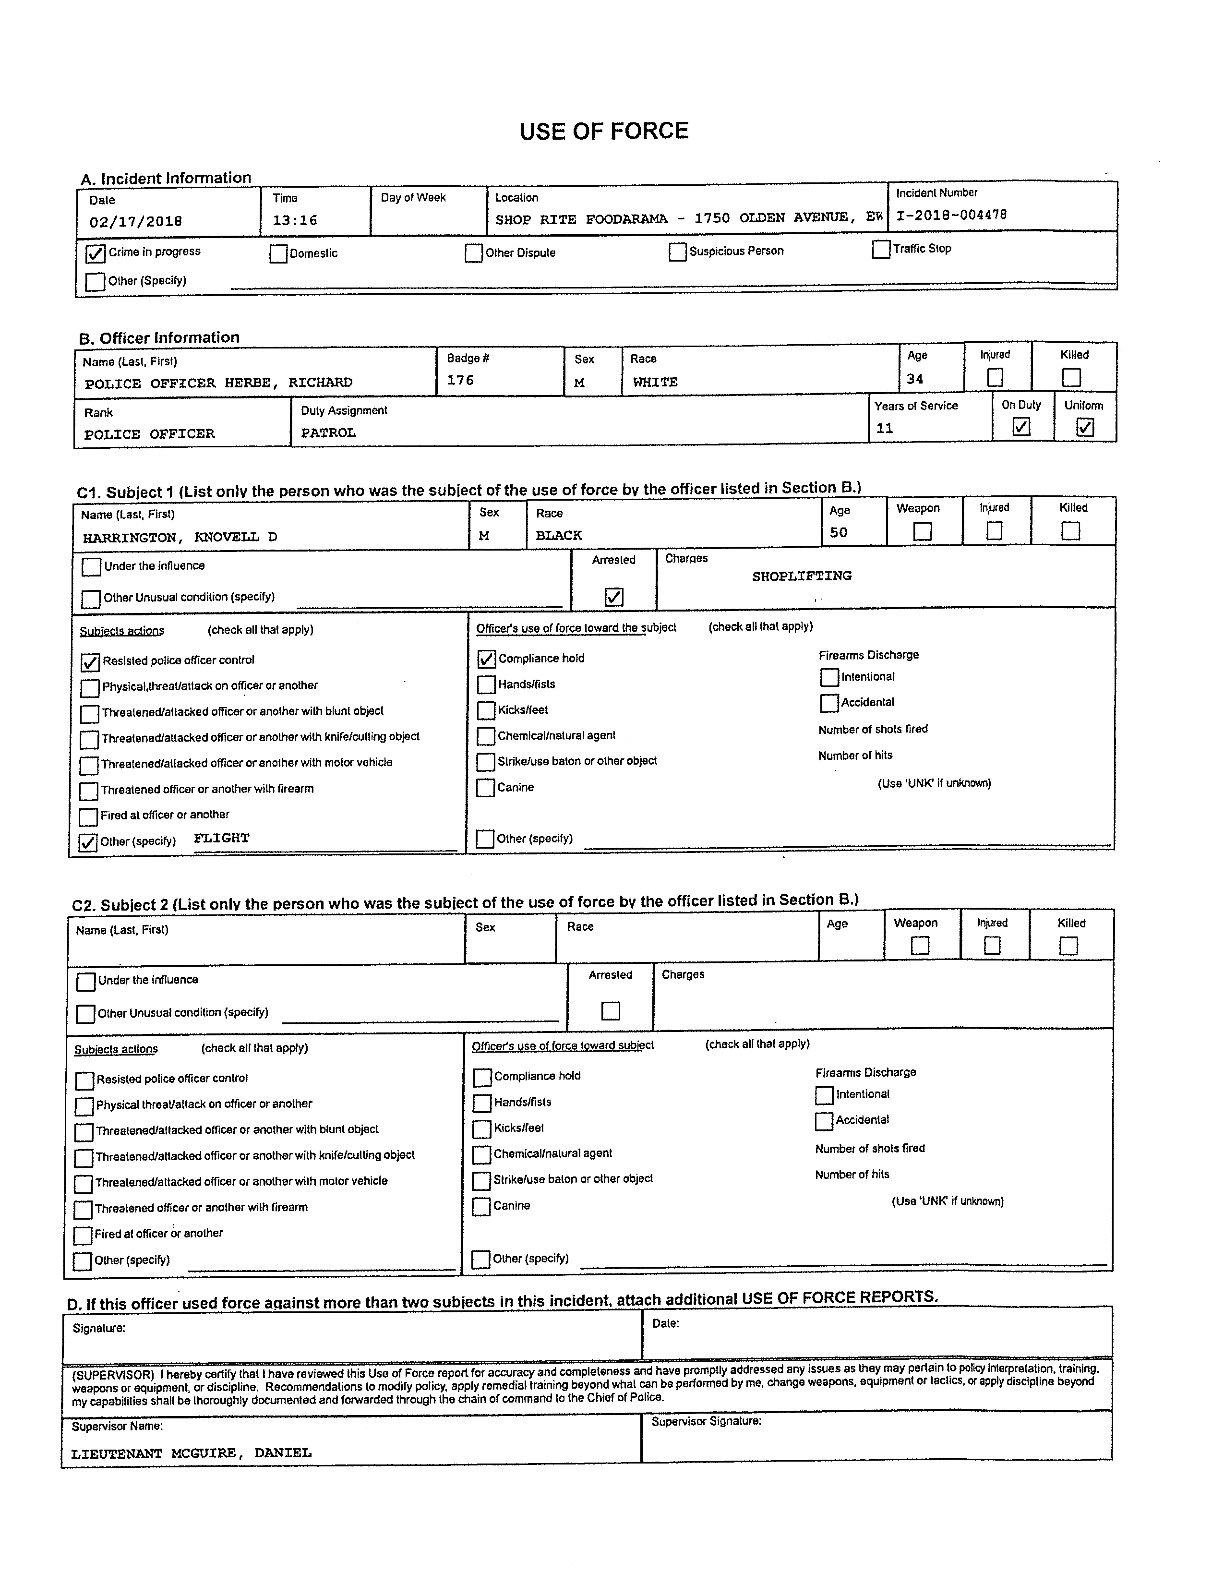 USE OF FORCE
A. Incident Information
Date Time Day of Week Location Incident Number
02/17/2018 13:16 SHOP RITE FOODARAMA - 1750 OLDEN AVENUE, EW I-2018-004478
Crime in progress Domestic Other Dispute Suspicious Person Traffic Stop
Other (Specify)
B. Officer Information
Name (Last, First) Badge # Sex Race Age Injured Killed
POLICE OFFICER HERBE, RICHARD 176 M WHITE 34
Rank Duty Assignment Years of Service On Duty Uniform
POLICE OFFICER PATROL 11
C1. Subject 1 (List only the person who was the subject of the use of force by the officer listed in Section B.)
Name (Last, First) Sex Race Age Weapon Injured Killed
HARRINGTON, KNOVELL D M BLACK 50
Under the influence Arrested Charges
SHOPLIFTING
Other Unusual condition (specify)
Subjects actions (check all that apply) Officer's use of force toward the subject (check all that apply)
Resisted police officer control Compliance hold Firearms Discharge
Physical,threat/attack on officer or another Hands/fists Intentional
Threatened/attacked officer or another with blunt object Kicks/feet Accidental
Threatened/attacked officer or another with knife/cutting object Chemical/natural agent Number of shots fired
Threatened/attacked officer or another with motor vehicle Strike/use baton or other object Number of hits
Threatened officer or another with firearm Canine (Use 'UNK' if unknown)
Fired at officer or another
Other (specify) FLIGHT Other (specify)
C2. Subject 2 (List only the person who was the subject of the use of force by the officer listed in Section B.)
Name (Last, First) Sex Race Age Weapon Injured Killed
Under the influence Arrested Charges
Other Unusual condition (specify)
Subjects actions (check all that apply) Officer's use of force toward subject (check all that apply)
Resisted police officer control Compliance hold Firearms Discharge
Physical threat/attack on officer or another Hands/fists Intentional
Threatened/attacked officer or another with blunt object Kicks/feet Accidental
Threatened/attacked officer or another with knife/cutting object Chemical/natural agent Number of shots fired
Threatened/attacked officer or another with motor vehicle Strike/use baton or other object Number of hits
Threatened officer or another with firearm Canine (Use 'UNK' if unknown)
Fired at officer or another
Other (specify) Other (specify)
D. If this officer used force against more than two subjects in this incident, attach additional USE OF FORCE REPORTS.
Signature: Date:
(SUPERVISOR) I hereby certify that I have reviewed this Use of Force report for accuracy and completeness and have promptly addressed any issues as they may pertain to policy interpretation, training,
weapons or equipment, or discipline. Recommendations to modify policy, apply remedial training beyond what can be performed by me, change weapons, equipment or tactics, or apply discipline beyond
my capabilities shall be thoroughly documented and forwarded through the chain of command to the Chief of Police.
Supervisor Name: Supervisor Signature:
LIEUTENANT MCGUIRE, DANIEL